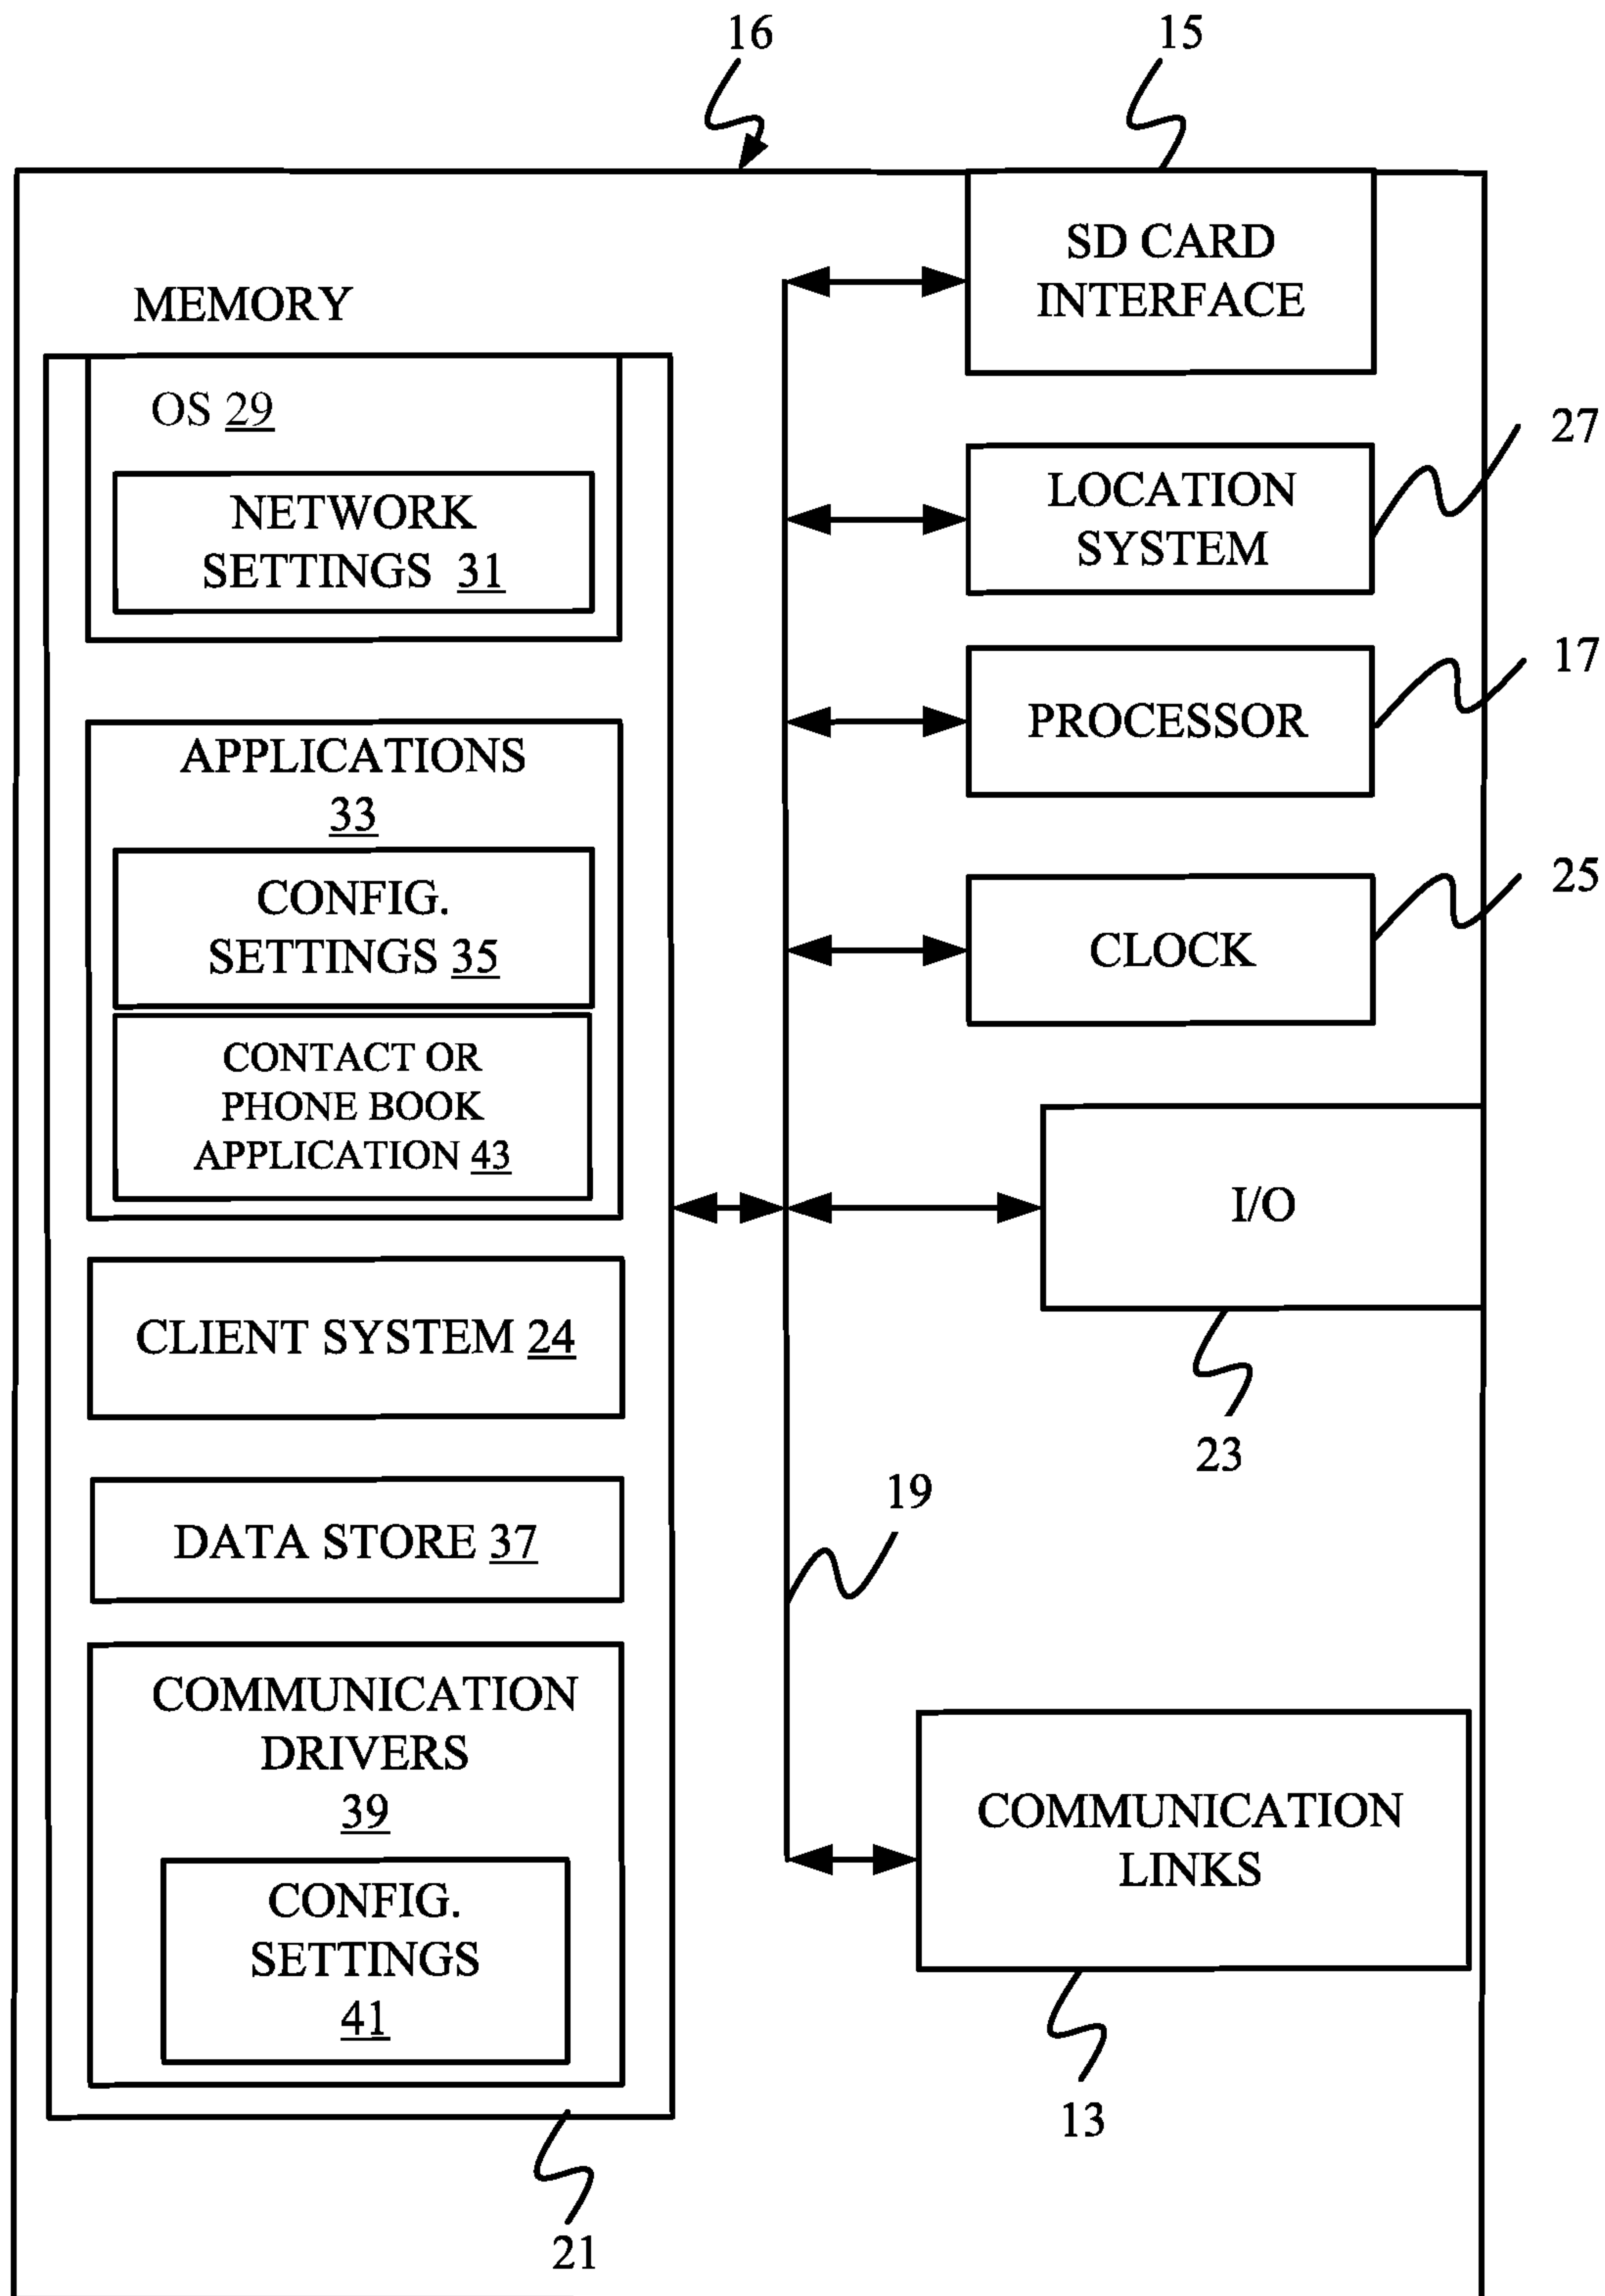 16
15
SD CARD
INTERFACE
MEMORY
OS 29
27
NETWORK
SETTINGS 31
LOCATION
SYSTEM
17
PROCESSOR
APPLICATIONS
33
25
CONFIG.
SETTINGS 35
CLOCK
CONTACT OR
PHONE BOOK
APPLICATION 43
I/O
CLIENT SYSTEM 24
23
19
DATA STORE 37
COMMUNICATION
DRIVERS
39
COMMUNICATION
LINKS
CONFIG.
SETTINGS
41
13
21